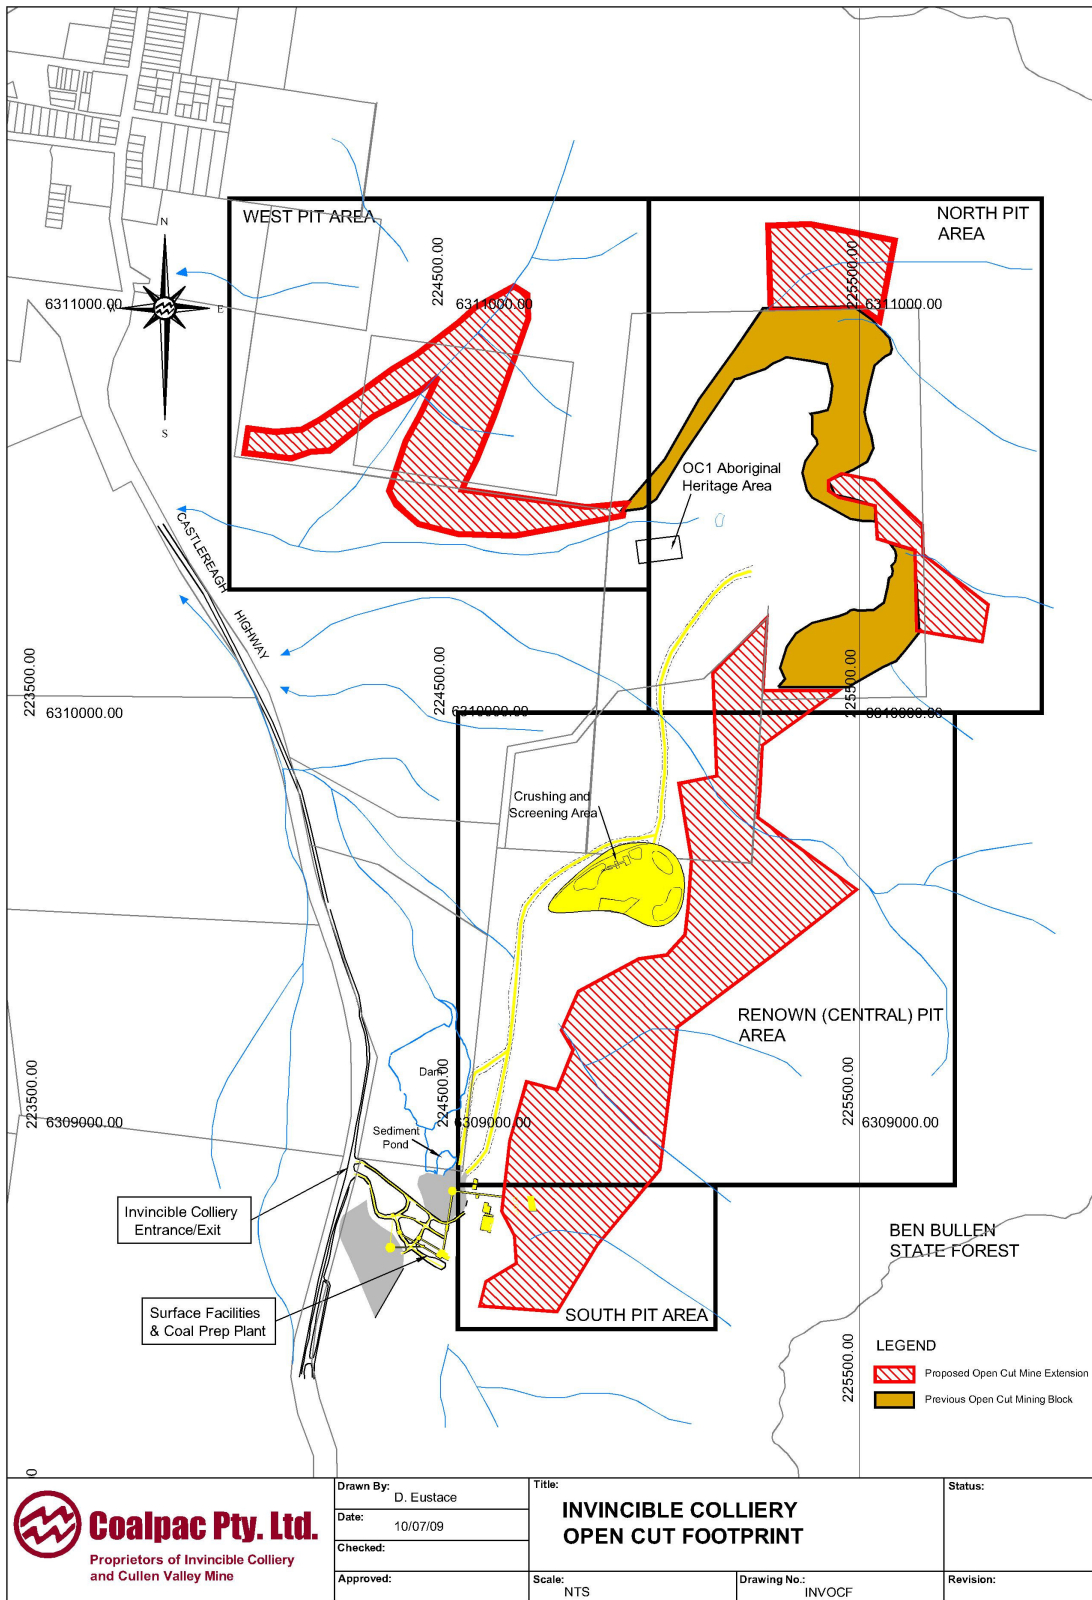 WEST PIT AREA
NORTH PIT
AREA
N
W
E
S
224500.00
225500.00
6311000.00
6311000.00
6311000.00
OC1 Aboriginal
Heritage Area
CASTLEREAGH
HIGHWAY
223500.00
224500.00
225500.00
6310000.00
6310000.00
6310000.00
Crushing and
Screening Area
RENOWN (CENTRAL) PIT
AREA
Dam
223500.00
224500.00
225500.00
6309000.00
6309000.00
6309000.00
Sediment
Pond
Invincible Colliery
Entrance/Exit
BEN BULLEN
STATE FOREST
Surface Facilities
& Coal Prep Plant
SOUTH PIT AREA
225500.00
LEGEND
Proposed Open Cut Mine Extension
Previous Open Cut Mining Block
0
Coalpac Pty. Ltd.
Proprietors of Invincible Colliery
and Cullen Valley Mine
Drawn By:
D. Eustace
Date:
10/07/09
Checked:
Approved:
Title:
INVINCIBLE COLLIERY
OPEN CUT FOOTPRINT
Scale:
NTS
Drawing No.:
INVOCF
Status:
Revision: